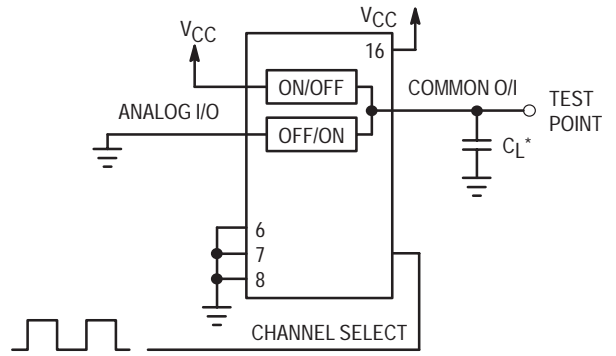 VCC
VCC
16
ON/OFF
COMMON O/I
TEST
POINT
ANALOG I/O
OFF/ON
CL*
6
7
8
CHANNEL SELECT